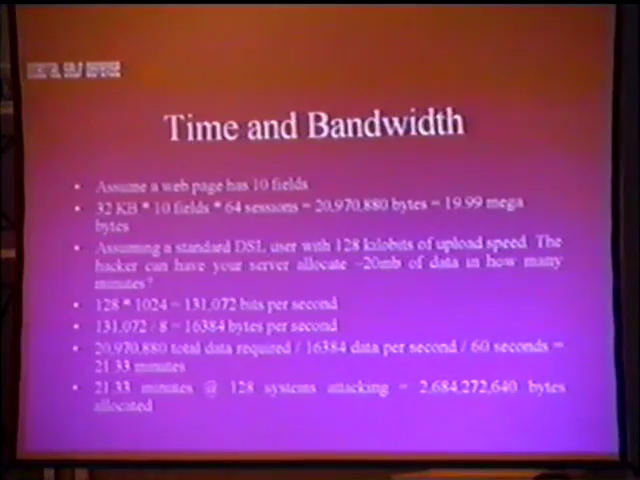 DIGITAL SELF DEFENSE
Time and Bandwidth
• Assume a web page has 10 fields
• 32 KB * 10 fields * 64 sessions = 20,970,880 bytes = 19.99 mega
bytes
• Assuming a standard DSL user with 128 kilobits of upload speed. The
hacker can have your server allocate ~20mb of data in how many
minutes?
• 128 * 1024 = 131,072 bits per second
• 131,072 / 8 = 16384 bytes per second
• 20,970,880 total data required / 16384 data per second / 60 seconds =
21.33 minutes
• 21.33 minutes @ 128 systems attacking = 2,684,272,640 bytes
allocated